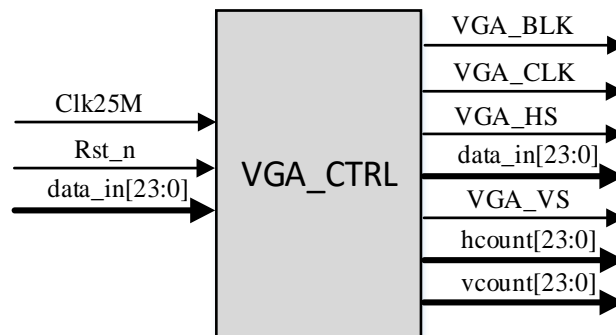 VGA_BLK
VGA_CLK
Clk25M
VGA_HS
Rst_n
data_in[23:0]
VGA_CTRL
data_in[23:0]
VGA_VS
hcount[23:0]
vcount[23:0]